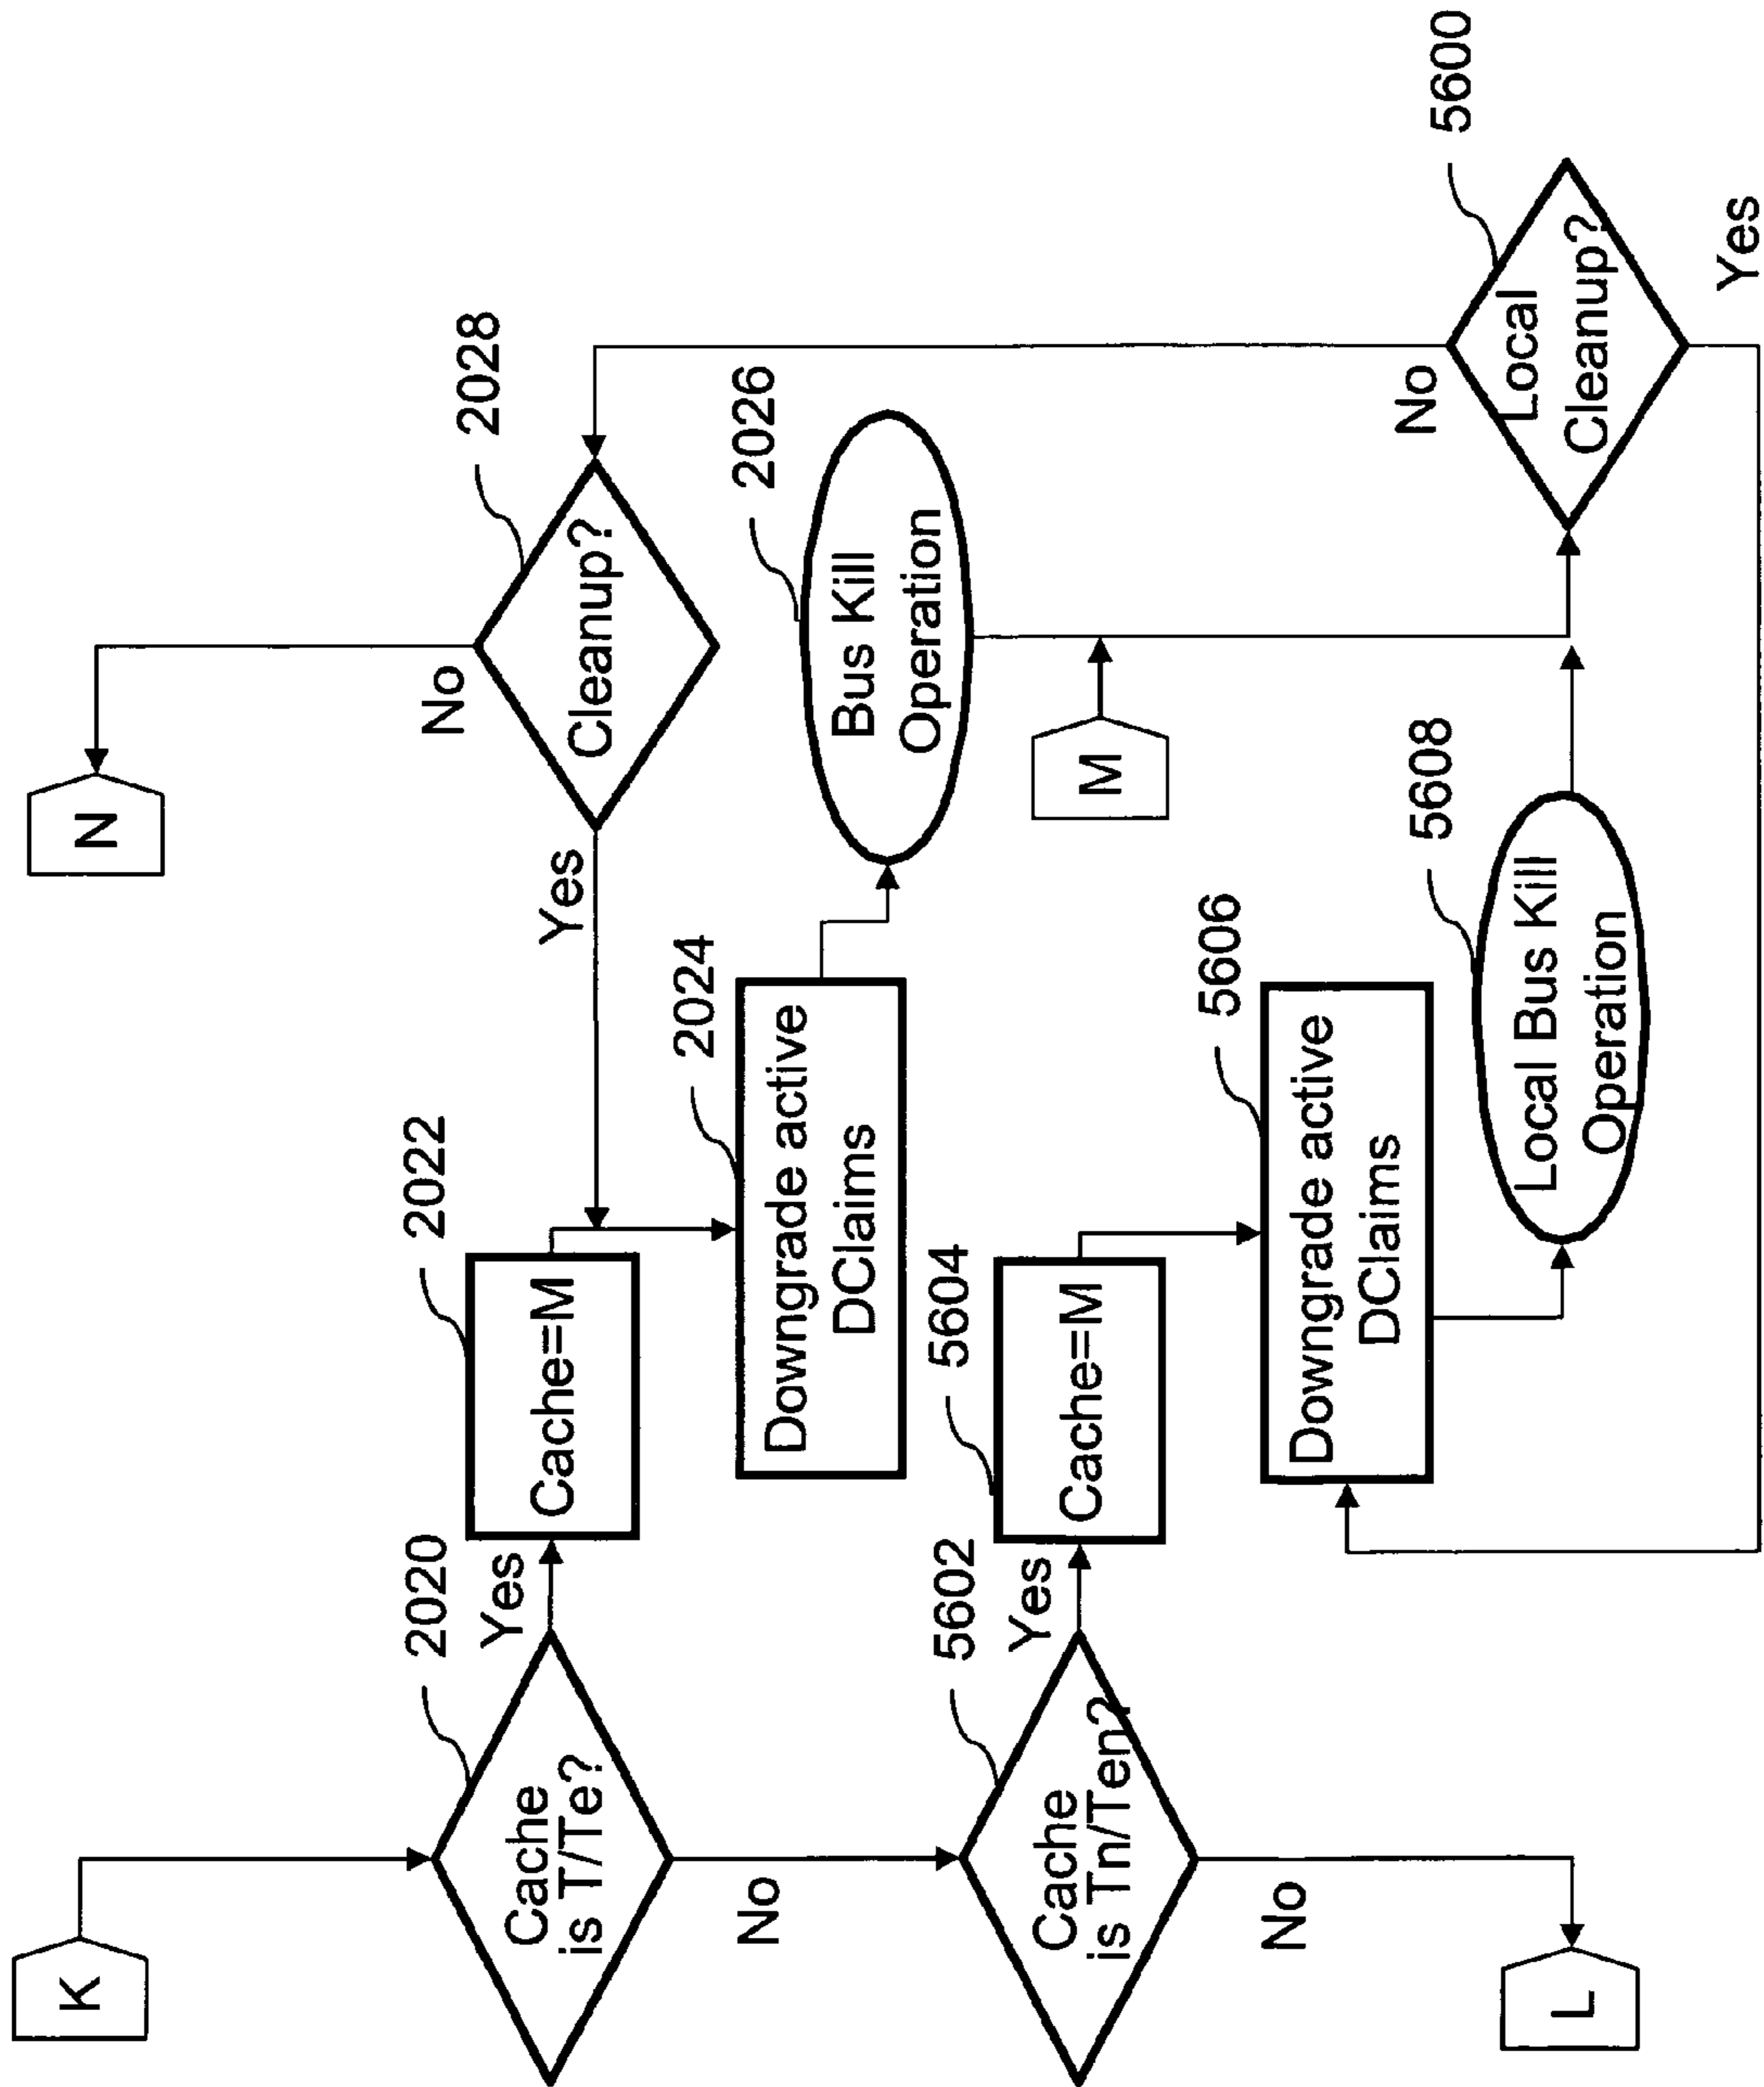 K
2020
Cache
is T/Te?
Yes
No
2022
Cache=M
2024
Downgrade active
DClaims
2026
Bus Kill
Operation
2028
Cleanup?
Yes
No
N
5602
Cache
is Tn/Ten?
Yes
No
L
5604
Cache=M
5606
Downgrade active
DClaims
5608
Local Bus Kill
Operation
M
5600
Local
Cleanup?
No
Yes